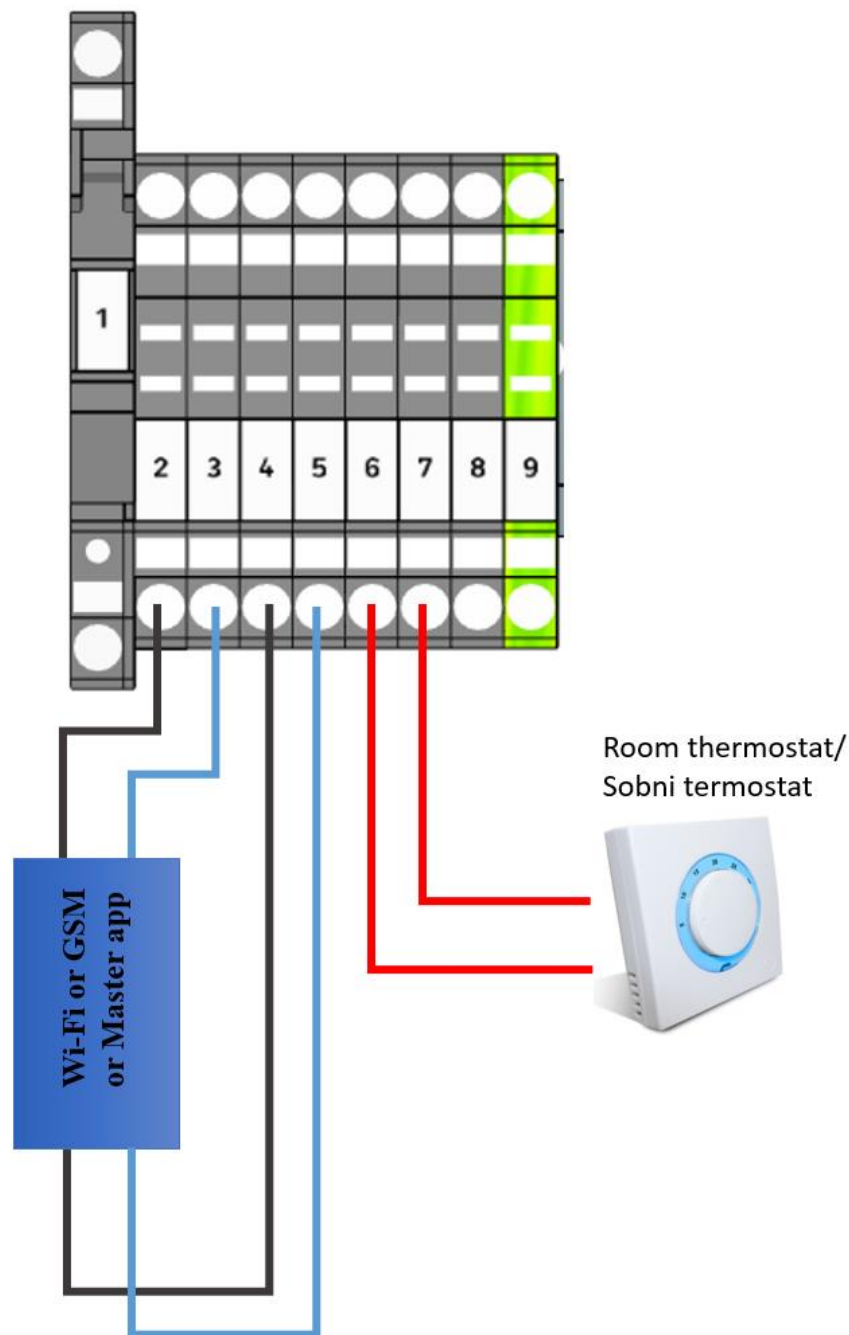 1
2 3 4 5 6 7 8 9
Room thermostat/
Sobni termostat
Wi-Fi or GSM
or Master app